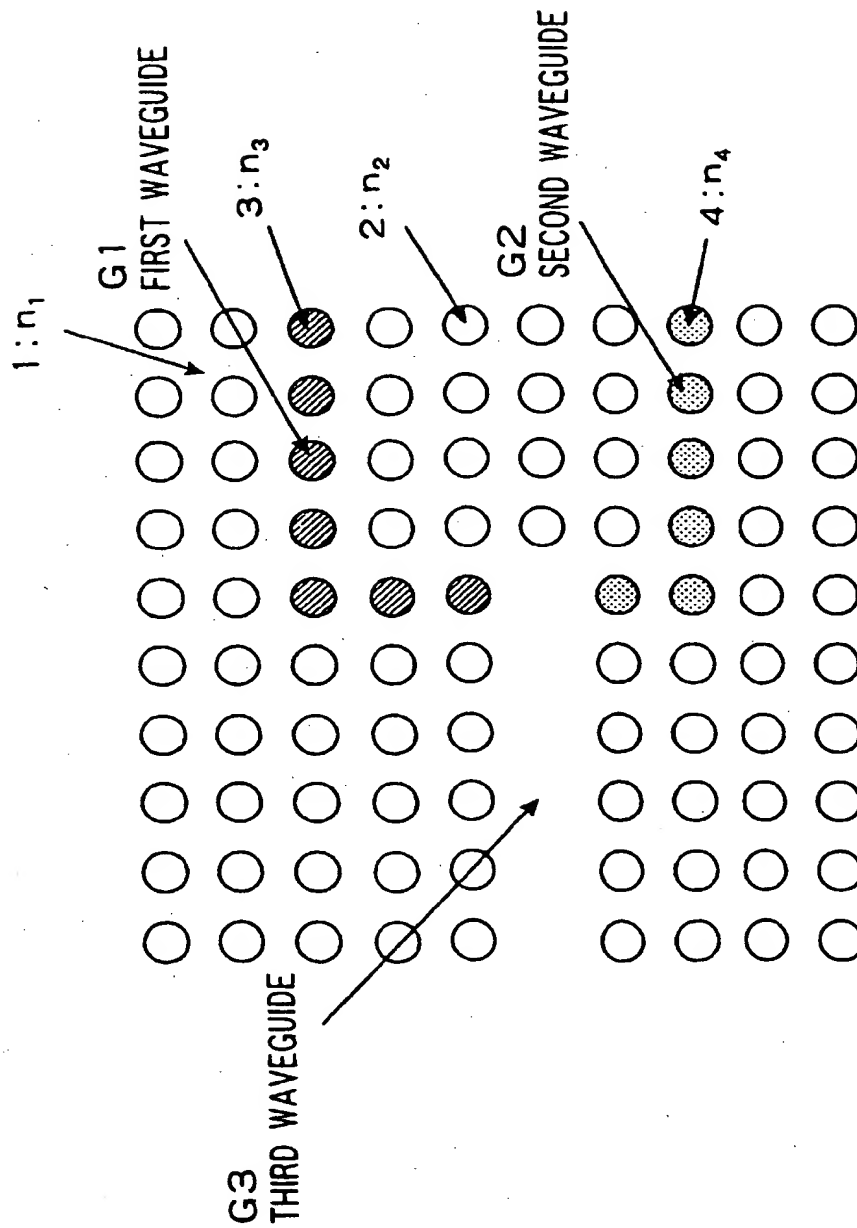 1:n₁
G1
FIRST WAVEGUIDE
3:n₃
2:n₂
G2
SECOND WAVEGUIDE
4:n₄
G3
THIRD WAVEGUIDE